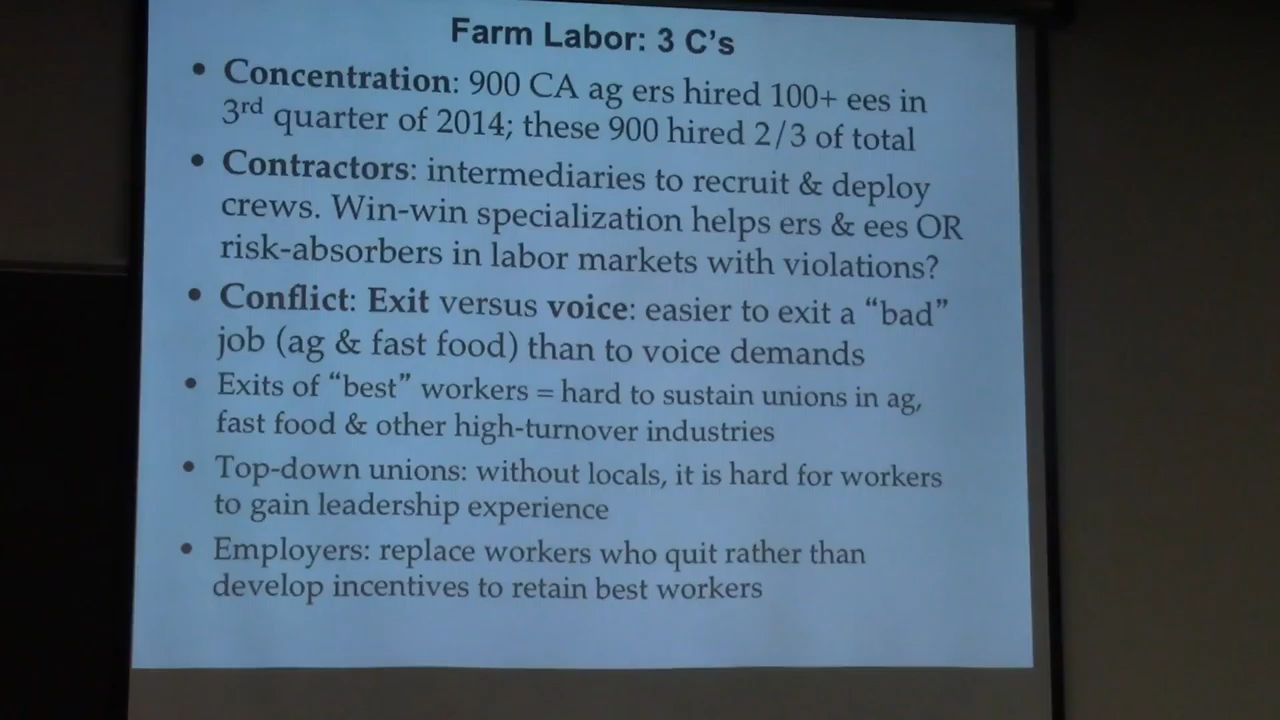 Farm Labor: 3 C's
• Concentration: 900 CA ag ers hired 100+ ees in
3rd quarter of 2014; these 900 hired 2/3 of total
• Contractors: intermediaries to recruit & deploy
crews. Win-win specialization helps ers & ees OR
risk-absorbers in labor markets with violations?
• Conflict: Exit versus voice: easier to exit a “bad”
job (ag & fast food) than to voice demands
• Exits of “best” workers = hard to sustain unions in ag,
fast food & other high-turnover industries
• Top-down unions: without locals, it is hard for workers
to gain leadership experience
• Employers: replace workers who quit rather than
develop incentives to retain best workers